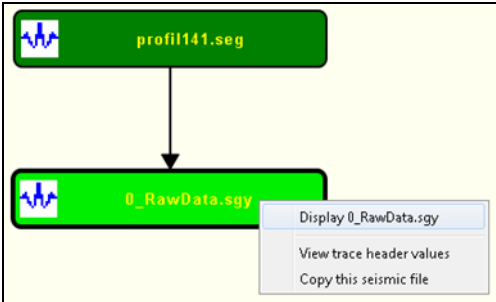 profil141.seg
0_RawData.sgy
Display 0_RawData.sgy
View trace header values
Copy this seismic file